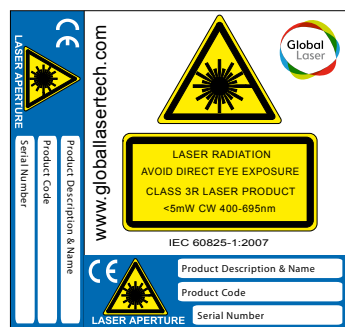 CE
LASER APERTURE
Serial Number
Product Code
Product Description & Name
www.globallasertech.com
Global
Laser
LASER RADIATION
AVOID DIRECT EYE EXPOSURE
CLASS 3R LASER PRODUCT
<5mW CW 400-695nm
IEC 60825-1:2007
CE
LASER APERTURE
Product Description & Name
Product Code
Serial Number